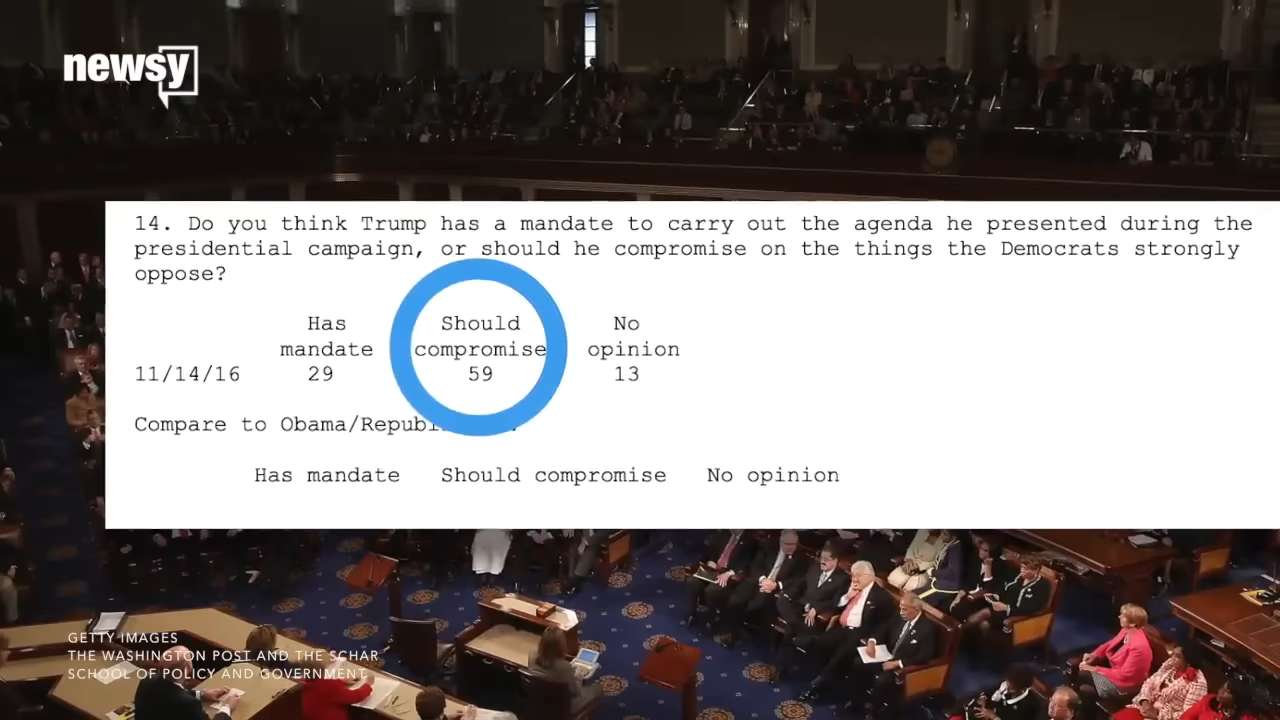 newsy
14. Do you think Trump has a mandate to carry out the agenda he presented during the
presidential campaign, or should he compromise on the things the Democrats strongly
oppose?
Has Should No
mandate compromise opinion
11/14/16 29 59 13
Compare to Obama/Republ
Has mandate Should compromise No opinion
GETTY IMAGES
THE WASHINGTON POST AND THE SCHAR
SCHOOL OF POLICY AND GOVERNMENT